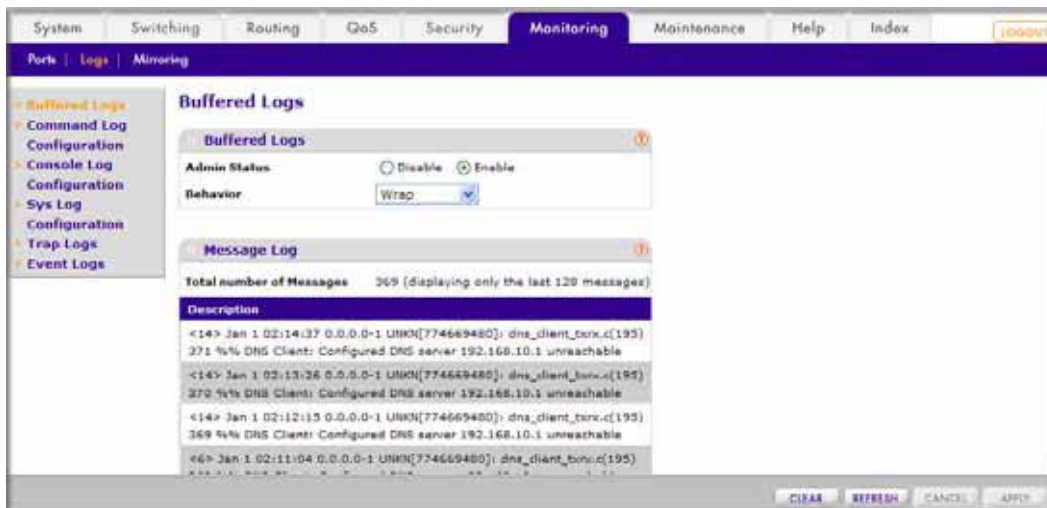 System Switching Routing QoS Security Monitoring Maintenance Help Index LOGOUT
Ports | Logs | Mirroring
Buffered Logs
Command Log
Configuration
Console Log
Configuration
Sys Log
Configuration
Trap Logs
Event Logs
Buffered Logs
Buffered Logs
Admin Status Disable Enable
Behavior Wrap
Message Log
Total number of Messages 369 (displaying only the last 128 messages)
Description
<14> Jan 1 02:14:37 0.0.0.0-1 UNKN[774669480]: dns_client_txrx.c(195)
371 %% DNS Client: Configured DNS server 192.168.10.1 unreachable
<14> Jan 1 02:13:26 0.0.0.0-1 UNKN[774669480]: dns_client_txrx.c(195)
370 %% DNS Client: Configured DNS server 192.168.10.1 unreachable
<14> Jan 1 02:12:15 0.0.0.0-1 UNKN[774669480]: dns_client_txrx.c(195)
369 %% DNS Client: Configured DNS server 192.168.10.1 unreachable
<6> Jan 1 02:11:04 0.0.0.0-1 UNKN[774669480]: dns_client_txrx.c(195)
CLEAR REFRESH CANCEL APPLY